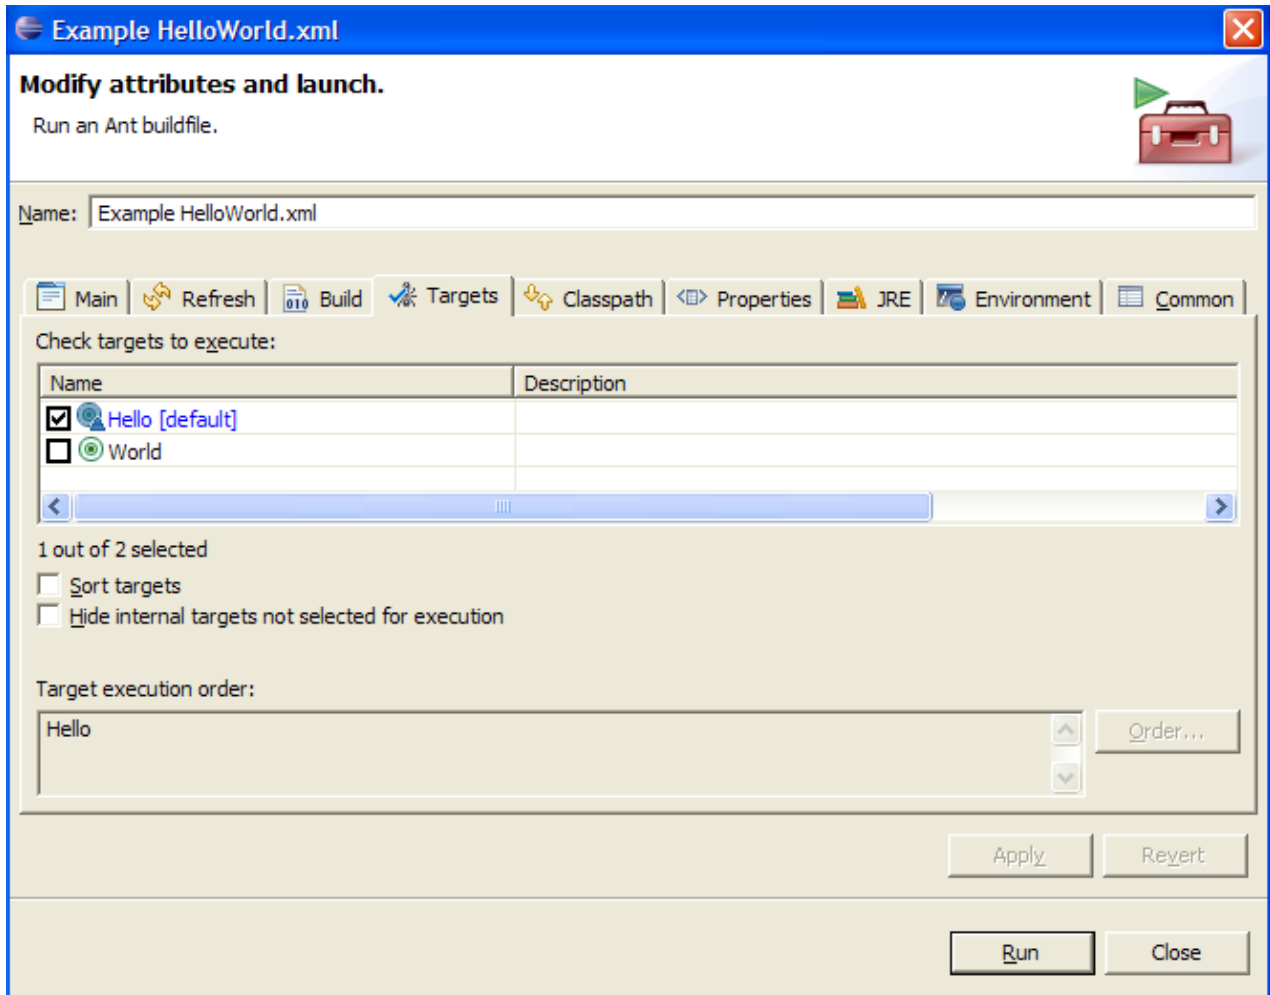 Example HelloWorld.xml
Modify attributes and launch.
Run an Ant buildfile.
Name: Example HelloWorld.xml
Main Refresh 010 Build Targets Classpath Properties JRE Environment Common
Check targets to execute:
Name Description
Hello [default]
World
1 out of 2 selected
Sort targets
Hide internal targets not selected for execution
Target execution order:
Hello Order...
Apply Revert
Run Close